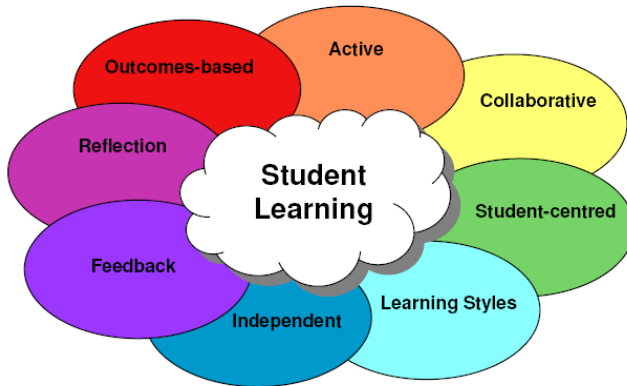 Active
Outcomes-based
Collaborative
Reflection
Student
Learning
Student-centred
Feedback
Learning Styles
Independent